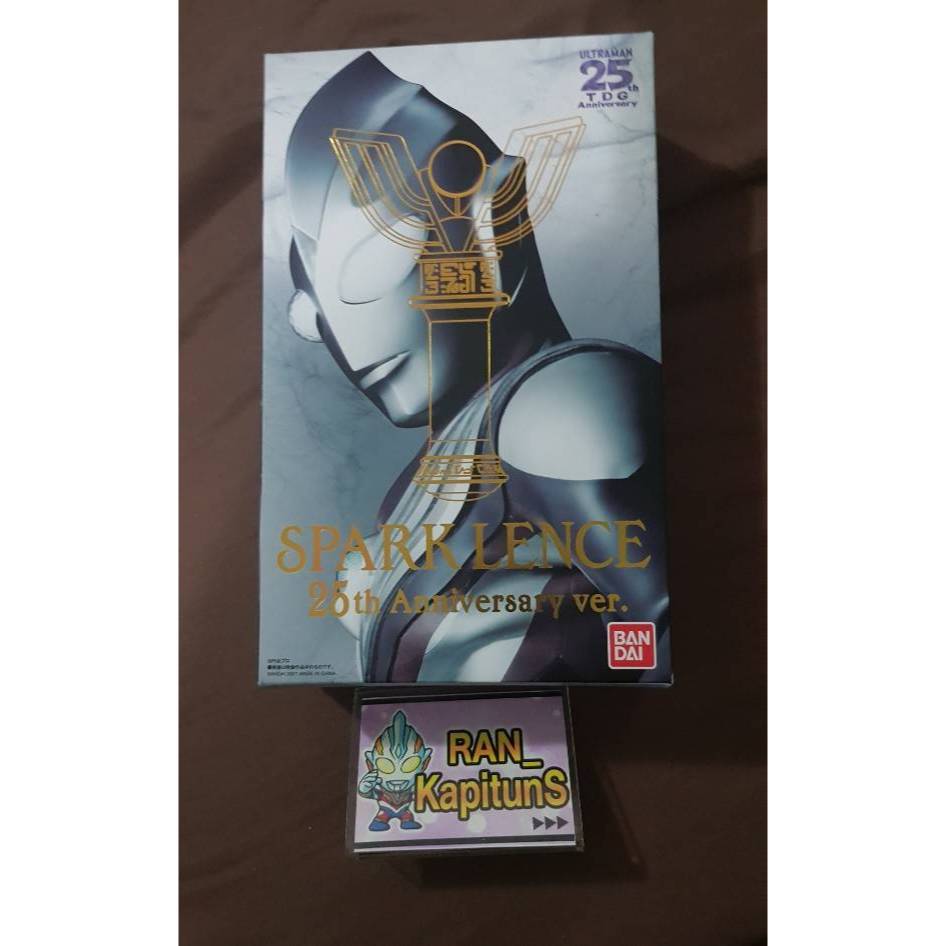 ULTRAMAN
25th
TDG
Anniversary
SPARK LENCE
25th Anniversary ver.
BAN
DAI
RAN_
KapitunS